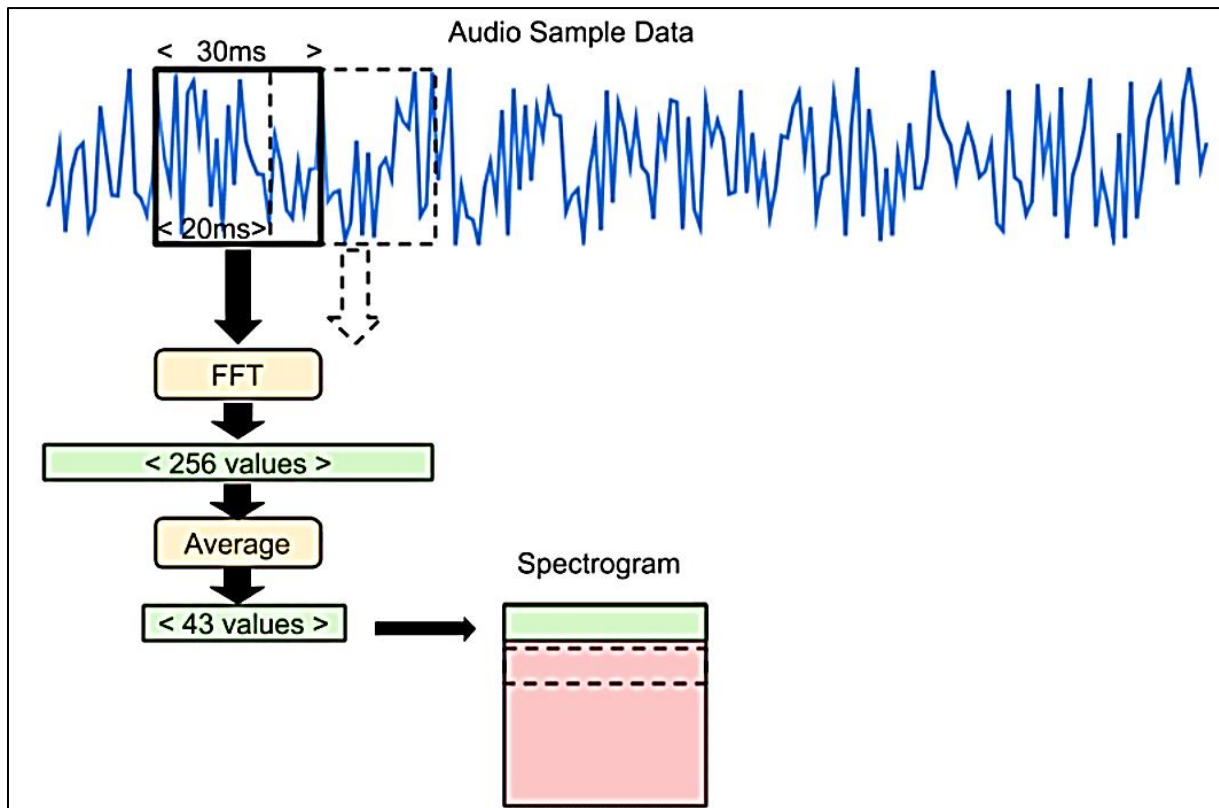 Audio Sample Data
< 30ms >
< 20ms>
FFT
< 256 values >
Average
< 43 values >
Spectrogram